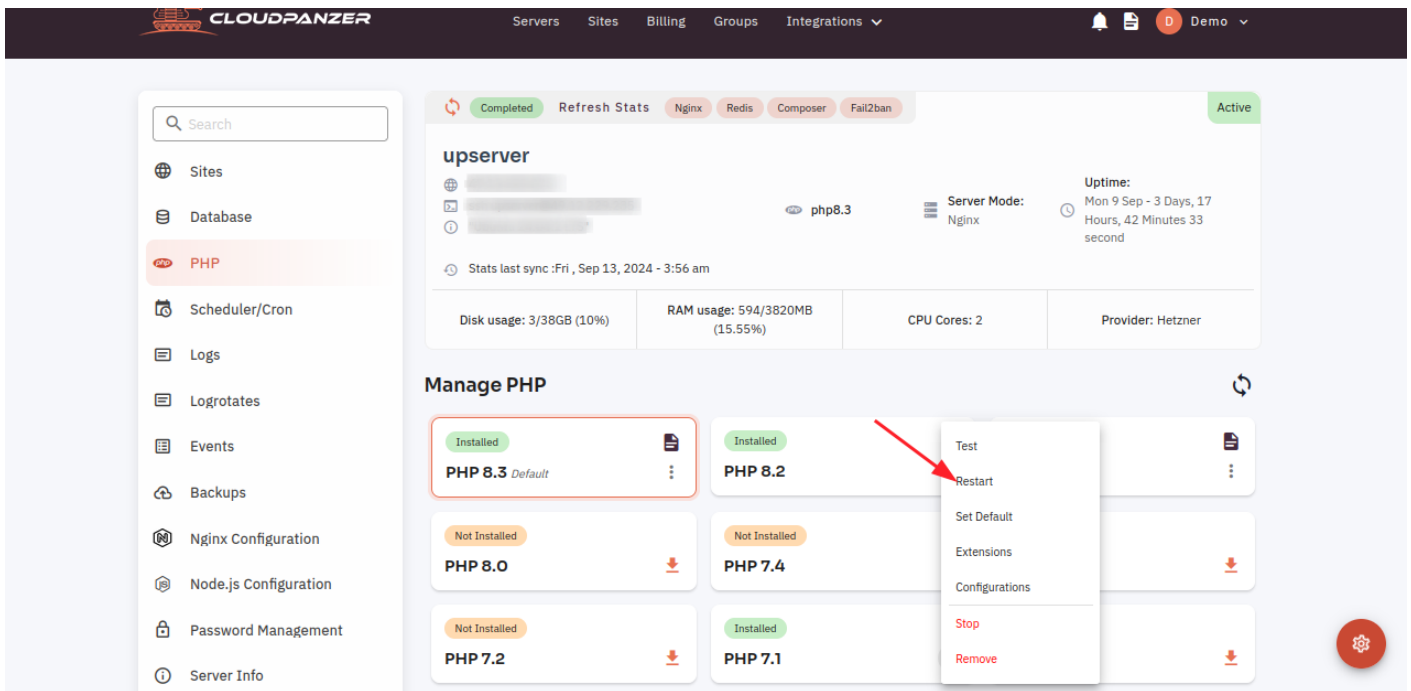 CLOUDPANZER
Servers Sites Billing Groups Integrations
D Demo
Search
Sites
Database
php PHP
Scheduler/Cron
Logs
Logrotates
Events
Backups
Nginx Configuration
JS Node.js Configuration
Password Management
Server Info
Completed Refresh Stats Nginx Redis Composer Fail2ban Active
upserver
php php8.3
Server Mode:
Nginx
Uptime:
Mon 9 Sep - 3 Days, 17
Hours, 42 Minutes 33
second
Stats last sync :Fri , Sep 13, 2024 - 3:56 am
Disk usage: 3/38GB (10%)
RAM usage: 594/3820MB
(15.55%)
CPU Cores: 2
Provider: Hetzner
Manage PHP
Installed
PHP 8.3 Default
Installed
PHP 8.2
Not Installed
PHP 8.0
Not Installed
PHP 7.4
Not Installed
PHP 7.2
Installed
PHP 7.1
Test
Restart
Set Default
Extensions
Configurations
Stop
Remove